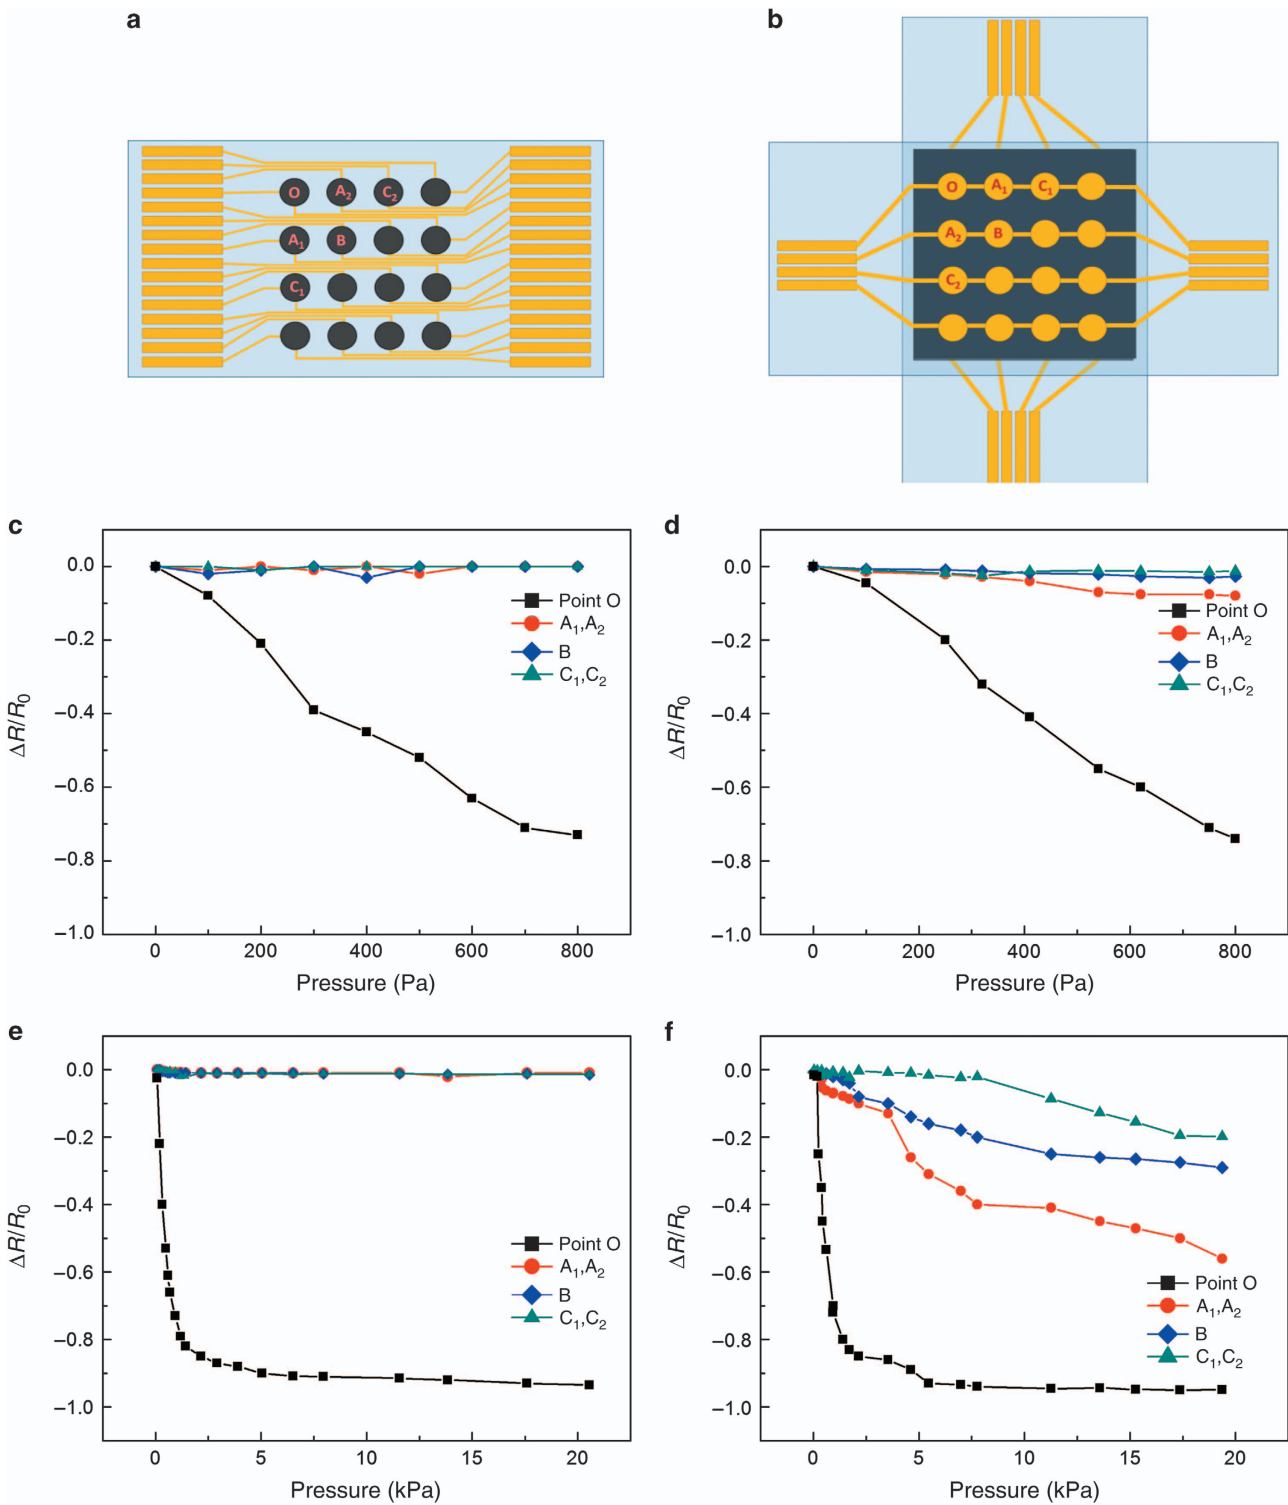 a
b
O A₂ C₂
A₁ B
C₁
O A₁ C₁
A₂ B
C₂
c
0.0
−0.2
−0.4
−0.6
−0.8
−1.0
ΔR/R₀
Point O
A₁,A₂
B
C₁,C₂
0 200 400 600 800
Pressure (Pa)
d
0.0
−0.2
−0.4
−0.6
−0.8
−1.0
ΔR/R₀
Point O
A₁,A₂
B
C₁,C₂
0 200 400 600 800
Pressure (Pa)
e
0.0
−0.2
−0.4
−0.6
−0.8
−1.0
ΔR/R₀
Point O
A₁,A₂
B
C₁,C₂
0 5 10 15 20
Pressure (kPa)
f
0.0
−0.2
−0.4
−0.6
−0.8
−1.0
ΔR/R₀
Point O
A₁,A₂
B
C₁,C₂
0 5 10 15 20
Pressure (kPa)